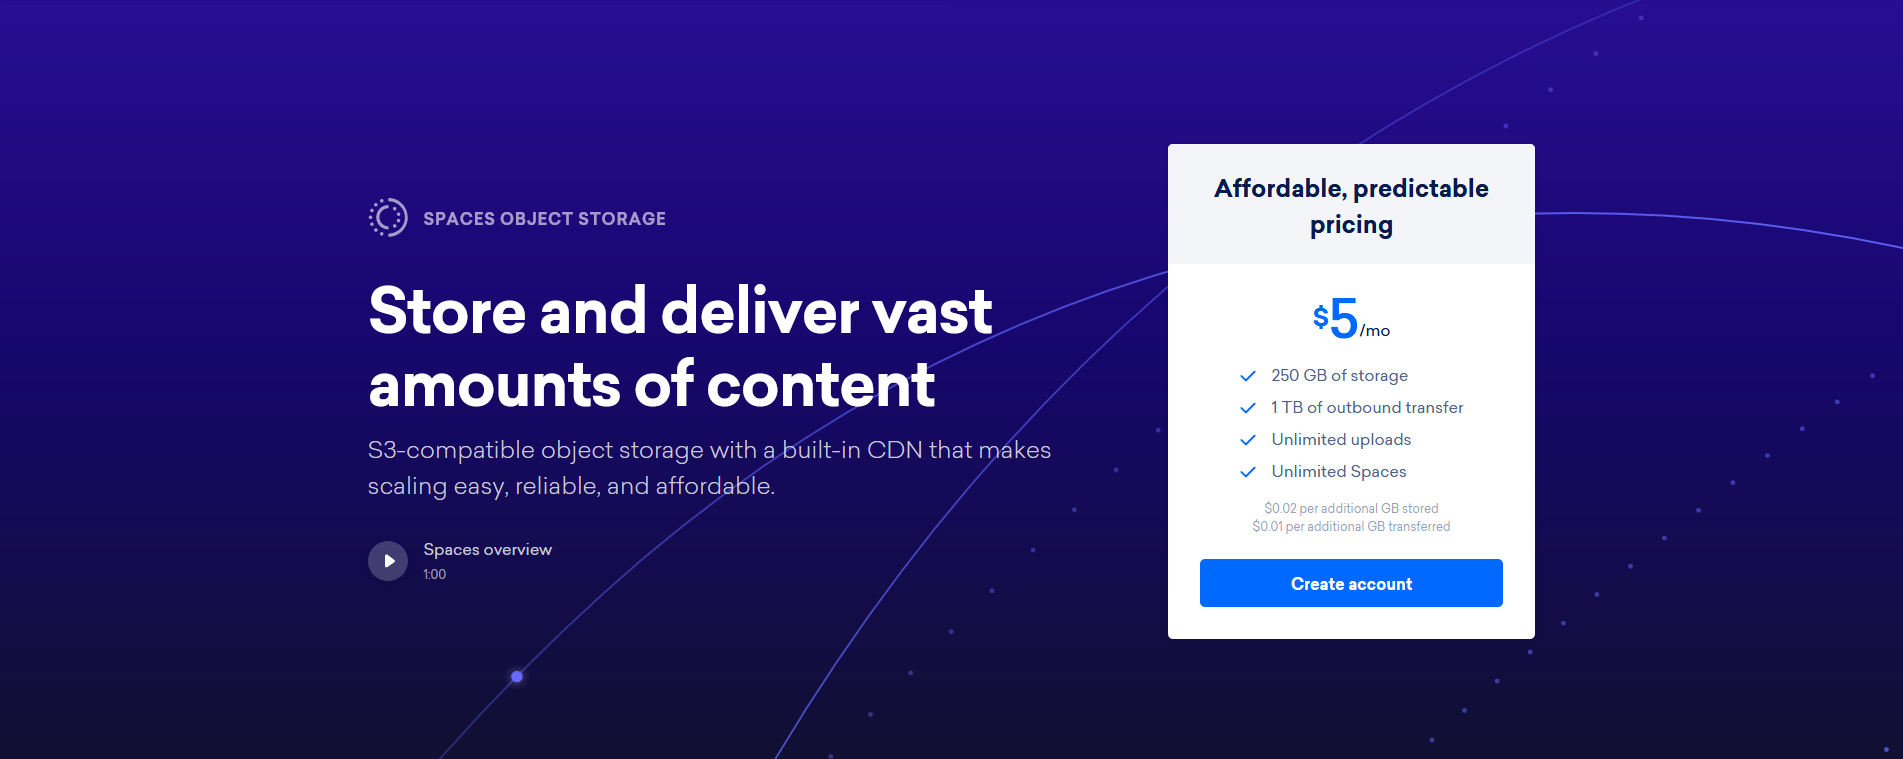 SPACES OBJECT STORAGE
Store and deliver vast
amounts of content
S3-compatible object storage with a built-in CDN that makes
scaling easy, reliable, and affordable.
Spaces overview
1:00
Affordable, predictable
pricing
$5/mo
250 GB of storage
1 TB of outbound transfer
Unlimited uploads
Unlimited Spaces
$0.02 per additional GB stored
$0.01 per additional GB transferred
Create account